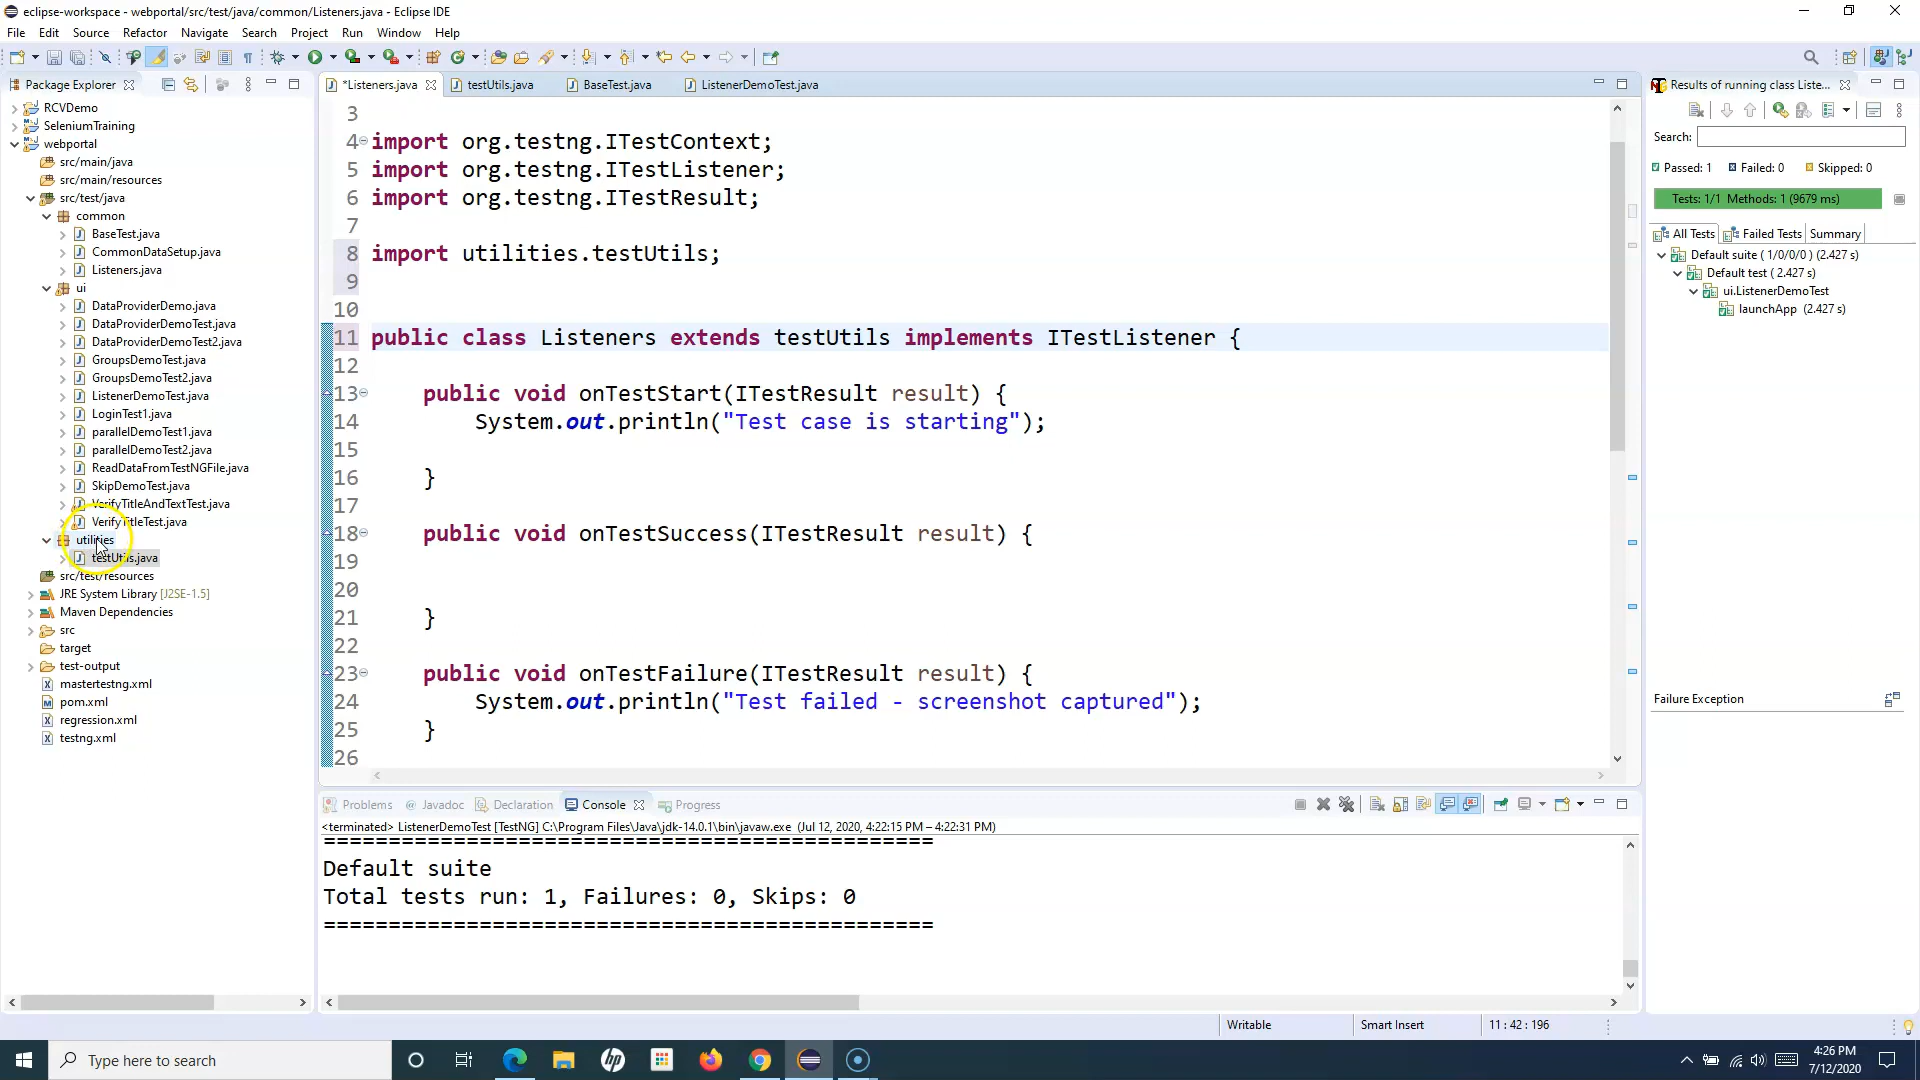 eclipse-workspace - webportal/src/test/java/common/Listeners.java - Eclipse IDE
File Edit Source Refactor Navigate Search Project Run Window Help
Package Explorer
RCVDemo
SeleniumTraining
webportal
src/main/java
src/main/resources
src/test/java
common
BaseTest.java
CommonDataSetup.java
Listeners.java
ui
DataProviderDemo.java
DataProviderDemoTest.java
DataProviderDemoTest2.java
GroupsDemoTest.java
GroupsDemoTest2.java
ListenerDemoTest.java
LoginTest1.java
parallelDemoTest1.java
parallelDemoTest2.java
ReadDataFromTestNGFile.java
SkipDemoTest.java
VerifyTitleAndTextTest.java
VerifyTitleTest.java
utilities
testUtils.java
src/test/resources
JRE System Library [J2SE-1.5]
Maven Dependencies
src
target
test-output
mastertestng.xml
pom.xml
regression.xml
testng.xml
*Listeners.java testUtils.java BaseTest.java ListenerDemoTest.java
3
4 import org.testng.ITestContext;
5 import org.testng.ITestListener;
6 import org.testng.ITestResult;
7
8 import utilities.testUtils;
9
10
11 public class Listeners extends testUtils implements ITestListener {
12
13 public void onTestStart(ITestResult result) {
14 System.out.println("Test case is starting");
15
16 }
17
18 public void onTestSuccess(ITestResult result) {
19
20
21 }
22
23 public void onTestFailure(ITestResult result) {
24 System.out.println("Test failed - screenshot captured");
25 }
26
Problems Javadoc Declaration Console Progress
<terminated> ListenerDemoTest [TestNG] C:\Program Files\Java\jdk-14.0.1\bin\javaw.exe (Jul 12, 2020, 4:22:15 PM – 4:22:31 PM)
===============================================
Default suite
Total tests run: 1, Failures: 0, Skips: 0
===============================================
Results of running class Liste...
Search:
Passed: 1 Failed: 0 Skipped: 0
Tests: 1/1 Methods: 1 (9679 ms)
All Tests Failed Tests Summary
Default suite ( 1/0/0/0 ) (2.427 s)
Default test ( 2.427 s)
ui.ListenerDemoTest
launchApp (2.427 s)
Failure Exception
Writable Smart Insert 11 : 42 : 196
Type here to search
hp
4:26 PM
7/12/2020